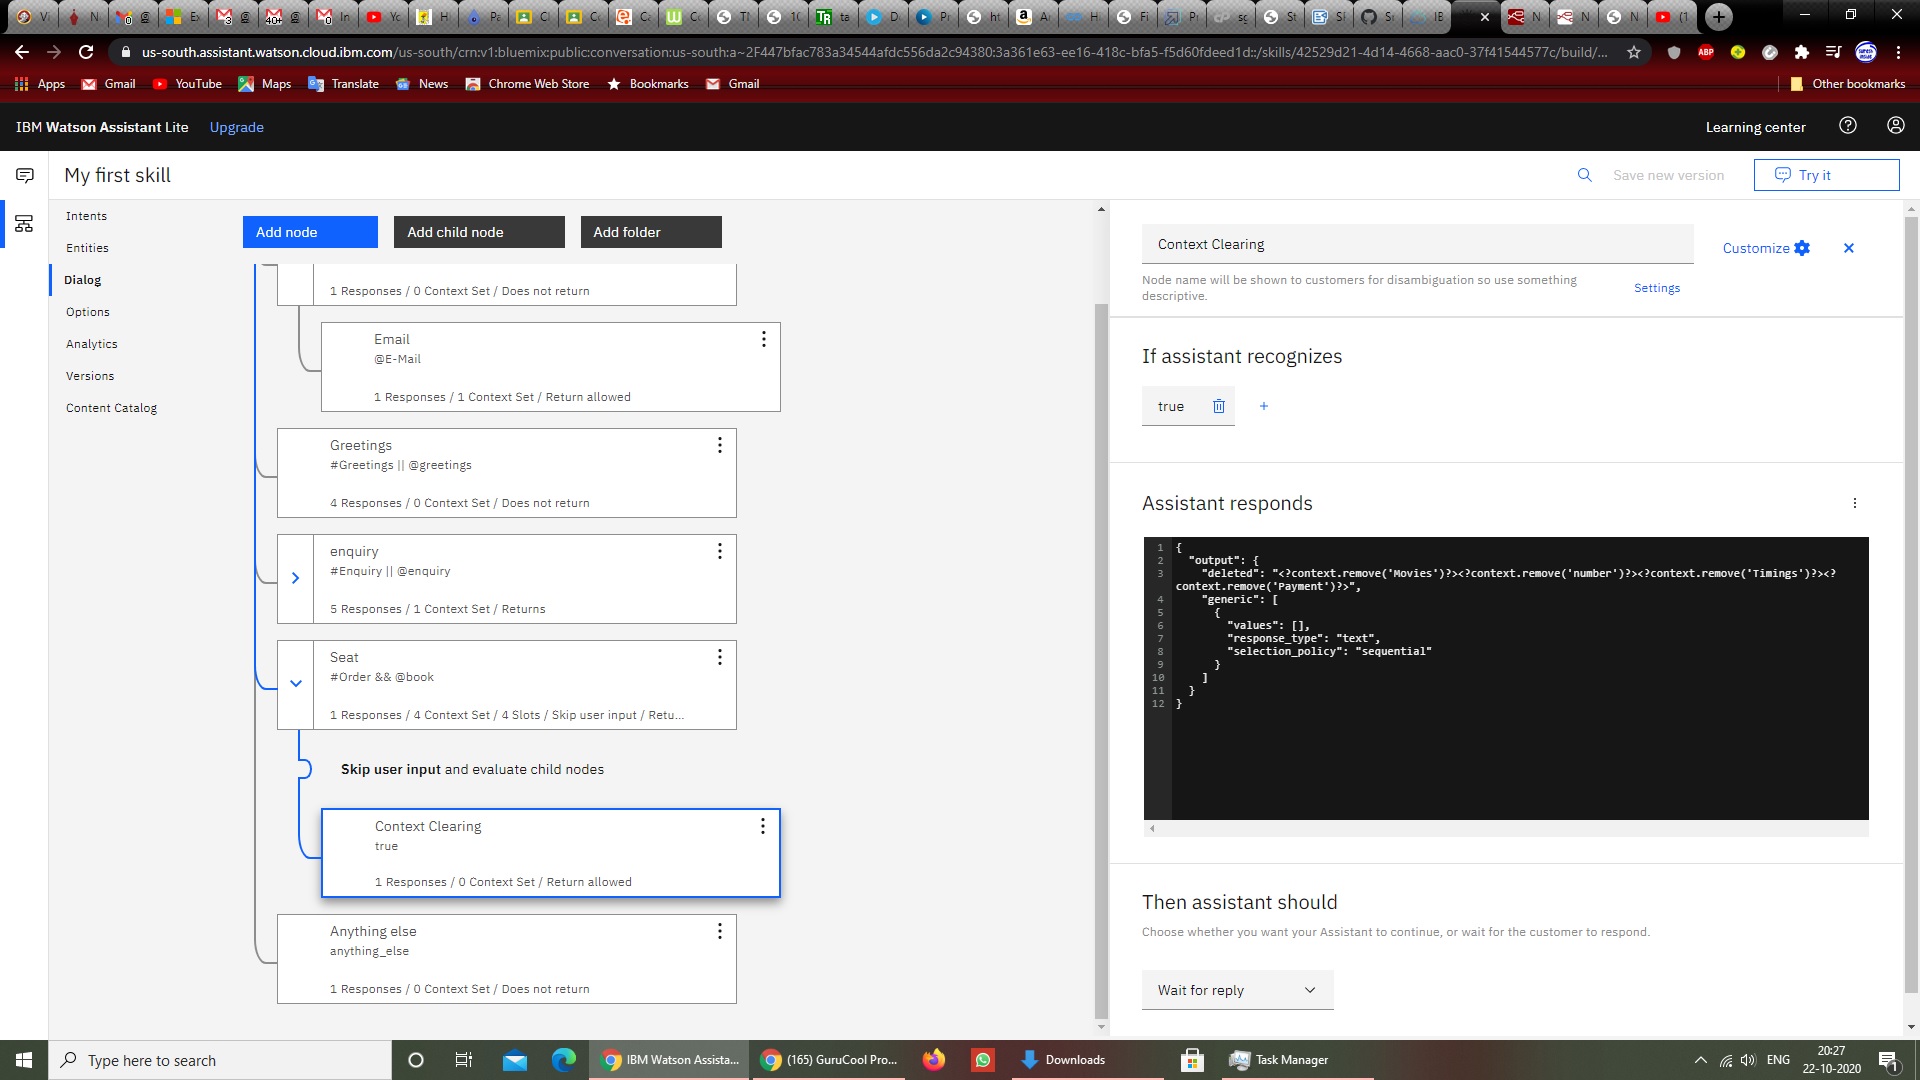 us-south.assistant.watson.cloud.ibm.com/us-south/crn:v1:bluemix:public:conversation:us-south:a~2F447bfac783a34544afdc556da2c94380:3a361e63-ee16-418c-bfa5-f5d60fdeed1d::/skills/42529d21-4d14-4668-aac0-37f41544577c/build/...
Apps Gmail YouTube Maps Translate News Chrome Web Store Bookmarks Gmail Other bookmarks
IBM Watson Assistant Lite Upgrade Learning center
My first skill Save new version Try it
Intents
Entities
Dialog
Options
Analytics
Versions
Content Catalog
Add node Add child node Add folder
1 Responses / 0 Context Set / Does not return
Email
@E-Mail
1 Responses / 1 Context Set / Return allowed
Greetings
#Greetings || @greetings
4 Responses / 0 Context Set / Does not return
enquiry
#Enquiry || @enquiry
5 Responses / 1 Context Set / Returns
Seat
#Order && @book
1 Responses / 4 Context Set / 4 Slots / Skip user input / Retu...
Skip user input and evaluate child nodes
Context Clearing
true
1 Responses / 0 Context Set / Return allowed
Anything else
anything_else
1 Responses / 0 Context Set / Does not return
Context Clearing
Customize
Node name will be shown to customers for disambiguation so use something
descriptive.
Settings
If assistant recognizes
true
Assistant responds
1 {
2 "output": {
3 "deleted": "<?context.remove('Movies')?><?context.remove('number')?><?context.remove('Timings')?><?
context.remove('Payment')?>",
4 "generic": [
5 {
6 "values": [],
7 "response_type": "text",
8 "selection_policy": "sequential"
9 }
10 ]
11 }
12 }
Then assistant should
Choose whether you want your Assistant to continue, or wait for the customer to respond.
Wait for reply
Type here to search
IBM Watson Assista...
(165) GuruCool Pro...
Downloads
Task Manager
ENG
20:27
22-10-2020
1